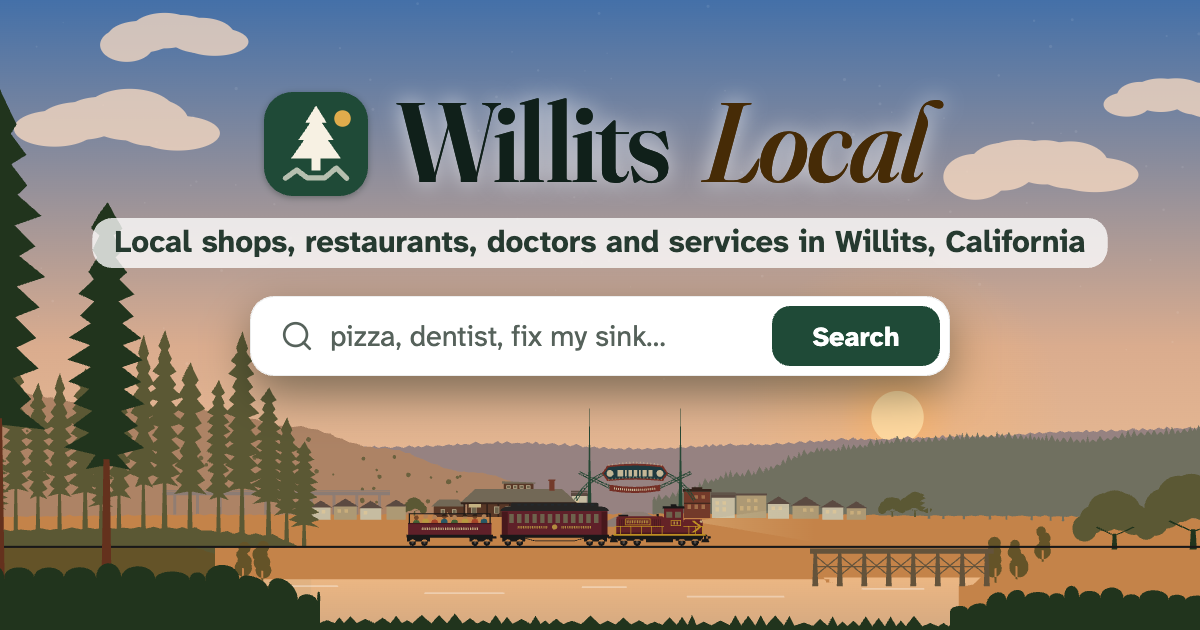 Willits Local
Local shops, restaurants, doctors and services in Willits, California
pizza, dentist, fix my sink...
Search